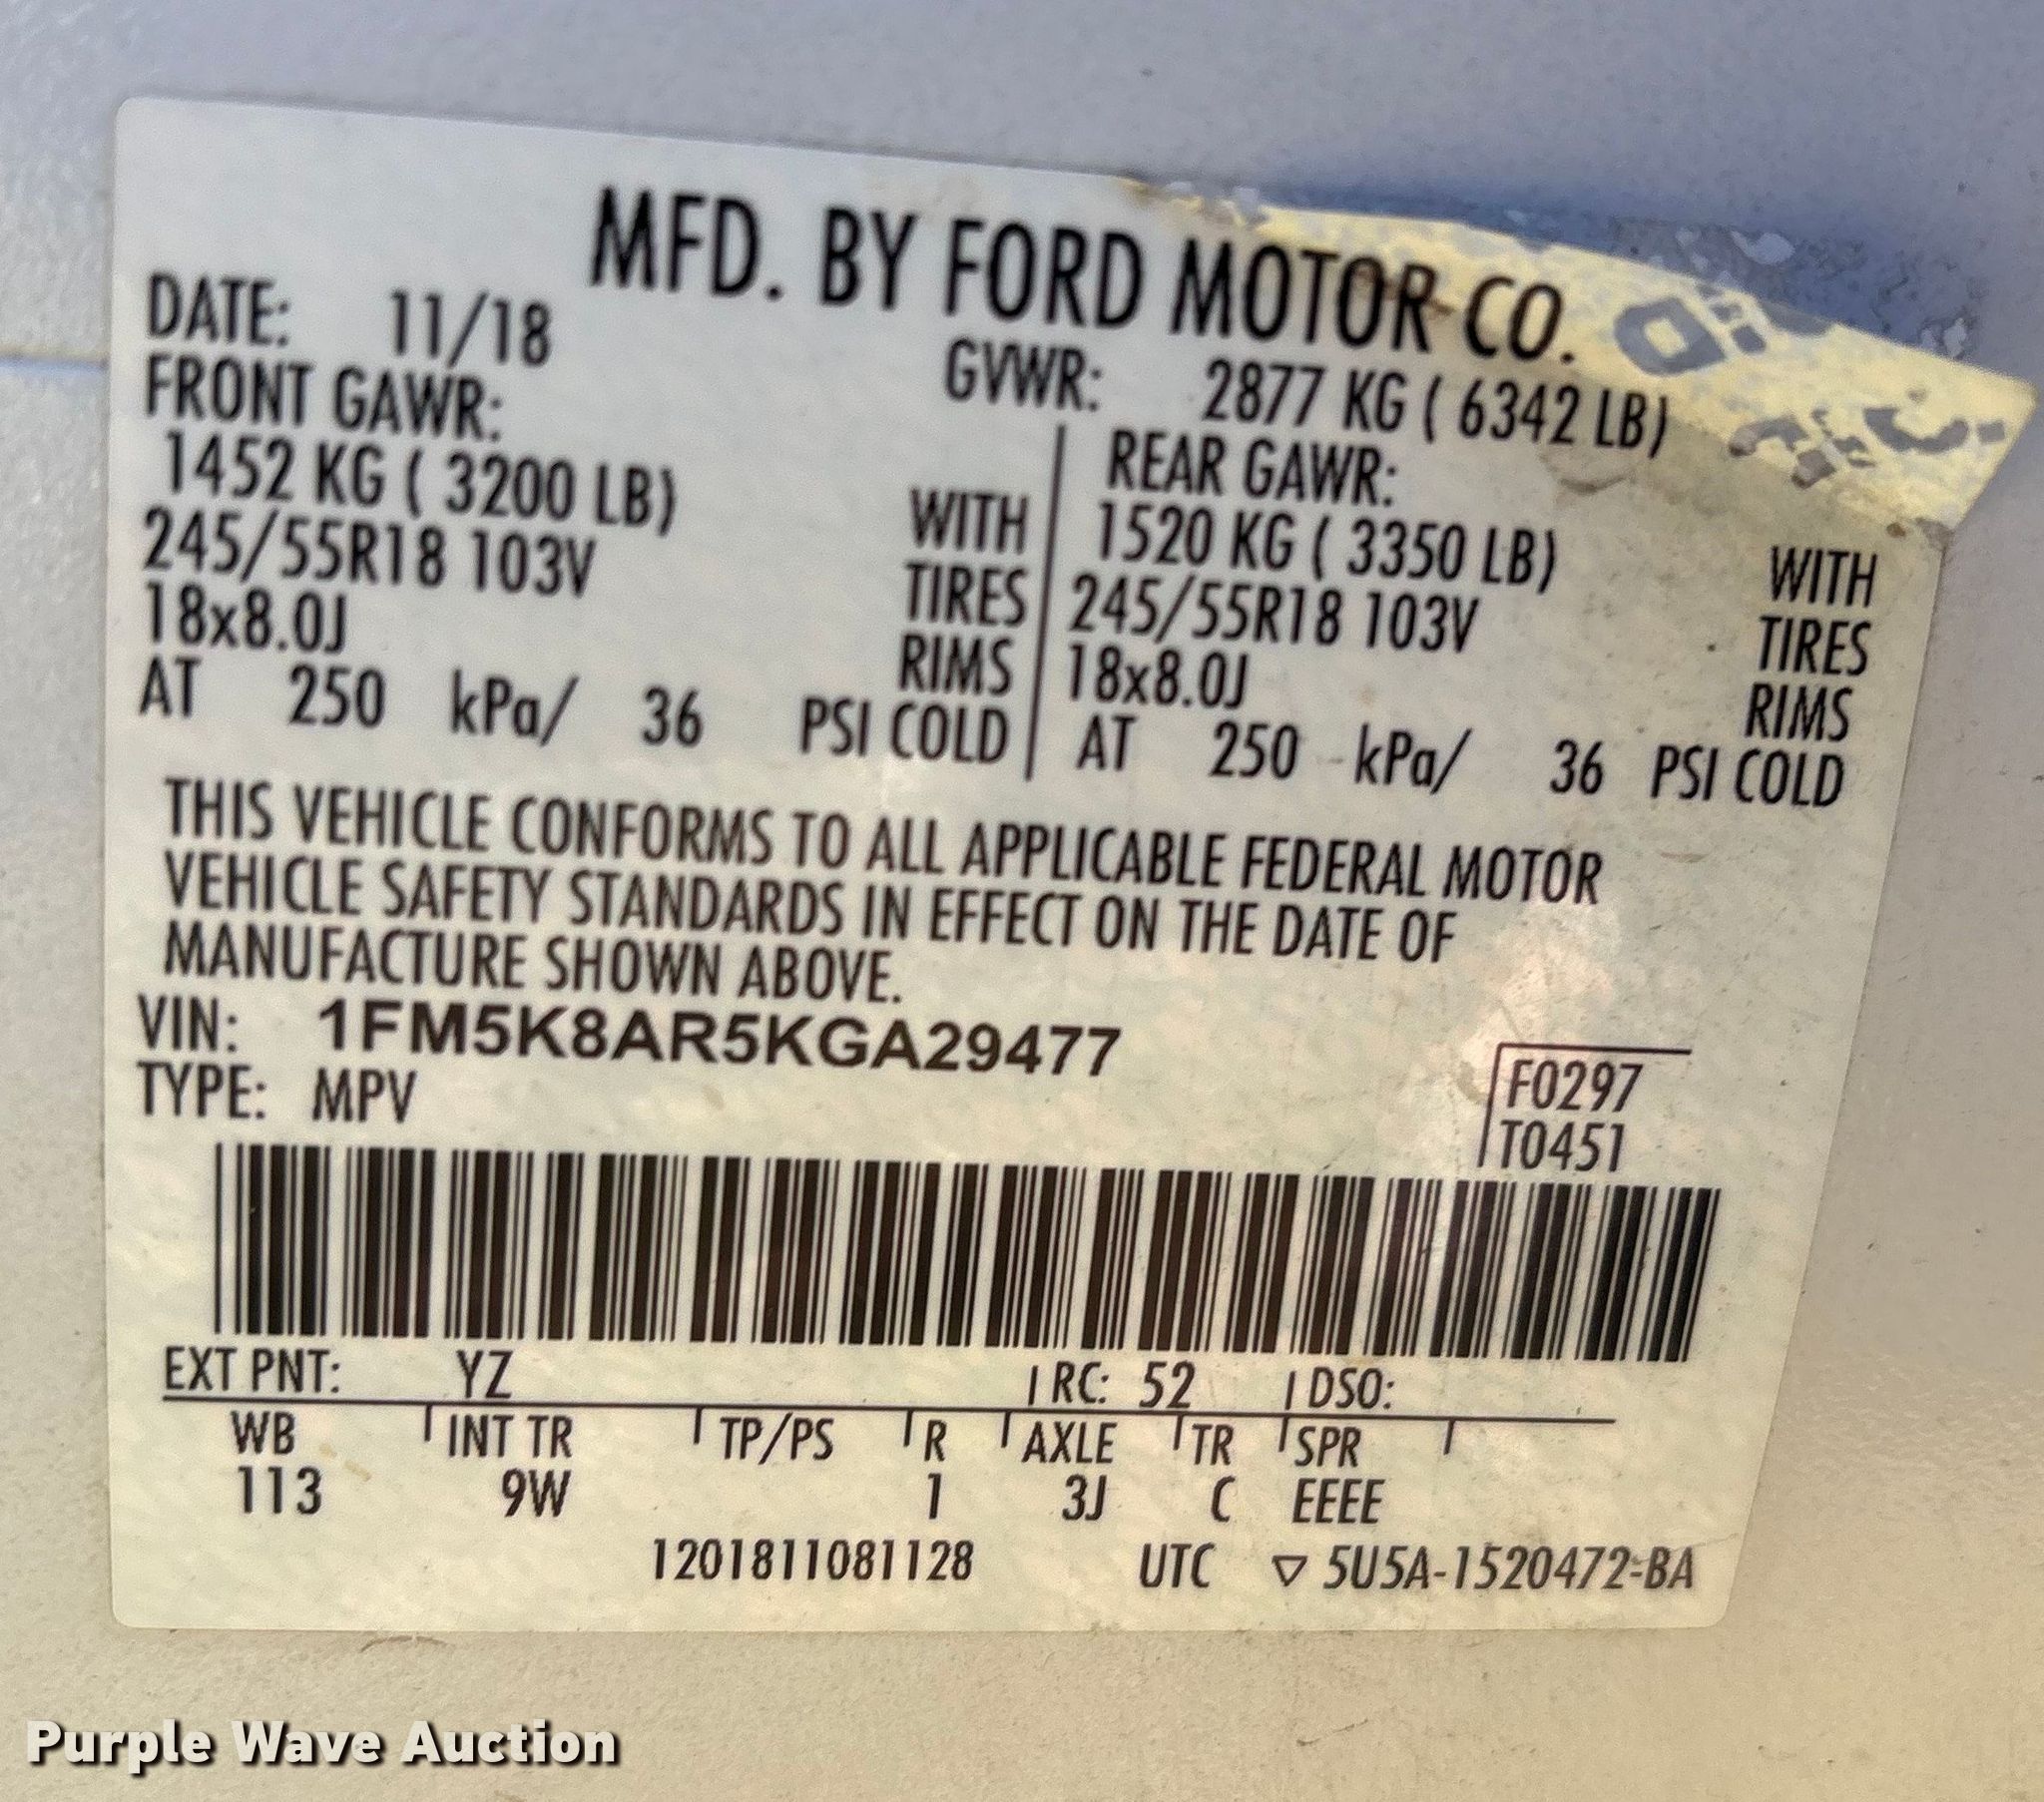 MFD. BY FORD MOTOR CO.
DATE: 11/18
GVWR: 2877 KG ( 6342 LB)
FRONT GAWR:
1452 KG ( 3200 LB) WITH
245/55R18 103V TIRES
18x8.0J RIMS
AT 250 kPa/ 36 PSI COLD
REAR GAWR:
1520 KG ( 3350 LB) WITH
245/55R18 103V TIRES
18x8.0J RIMS
AT 250 kPa/ 36 PSI COLD
THIS VEHICLE CONFORMS TO ALL APPLICABLE FEDERAL MOTOR
VEHICLE SAFETY STANDARDS IN EFFECT ON THE DATE OF
MANUFACTURE SHOWN ABOVE.
VIN: 1FM5K8AR5KGA29477
TYPE: MPV
F0297
T0451
EXT PNT: YZ RC: 52 DSO:
WB INT TR TP/PS R AXLE TR SPR
113 9W 1 3J C EEEE
1201811081128 UTC ▽ 5U5A-1520472-BA
Purple Wave Auction